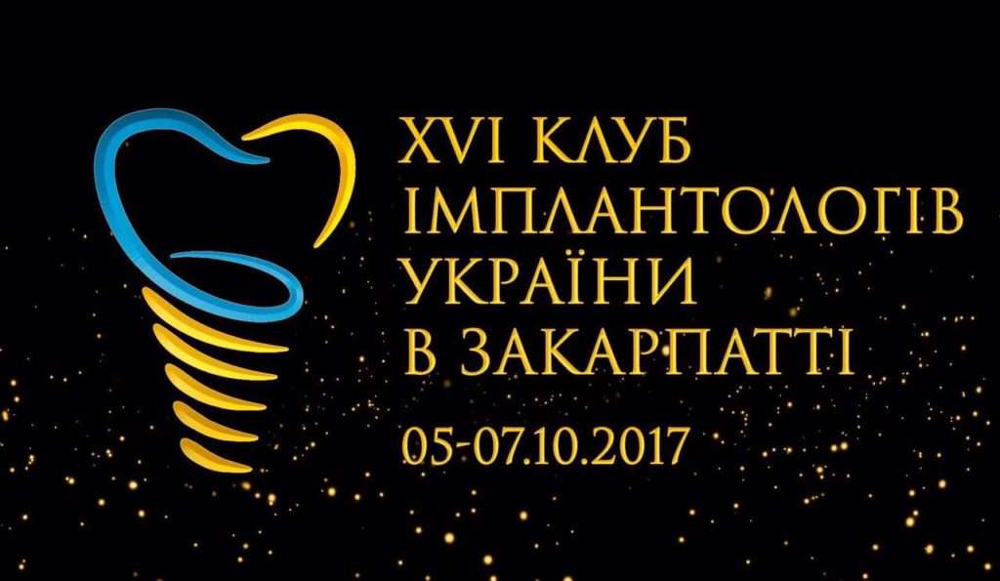 XVI КЛУБ
ІМПЛАНТОЛОГІВ
УКРАЇНИ
В ЗАКАРПАТТІ
05-07.10.2017